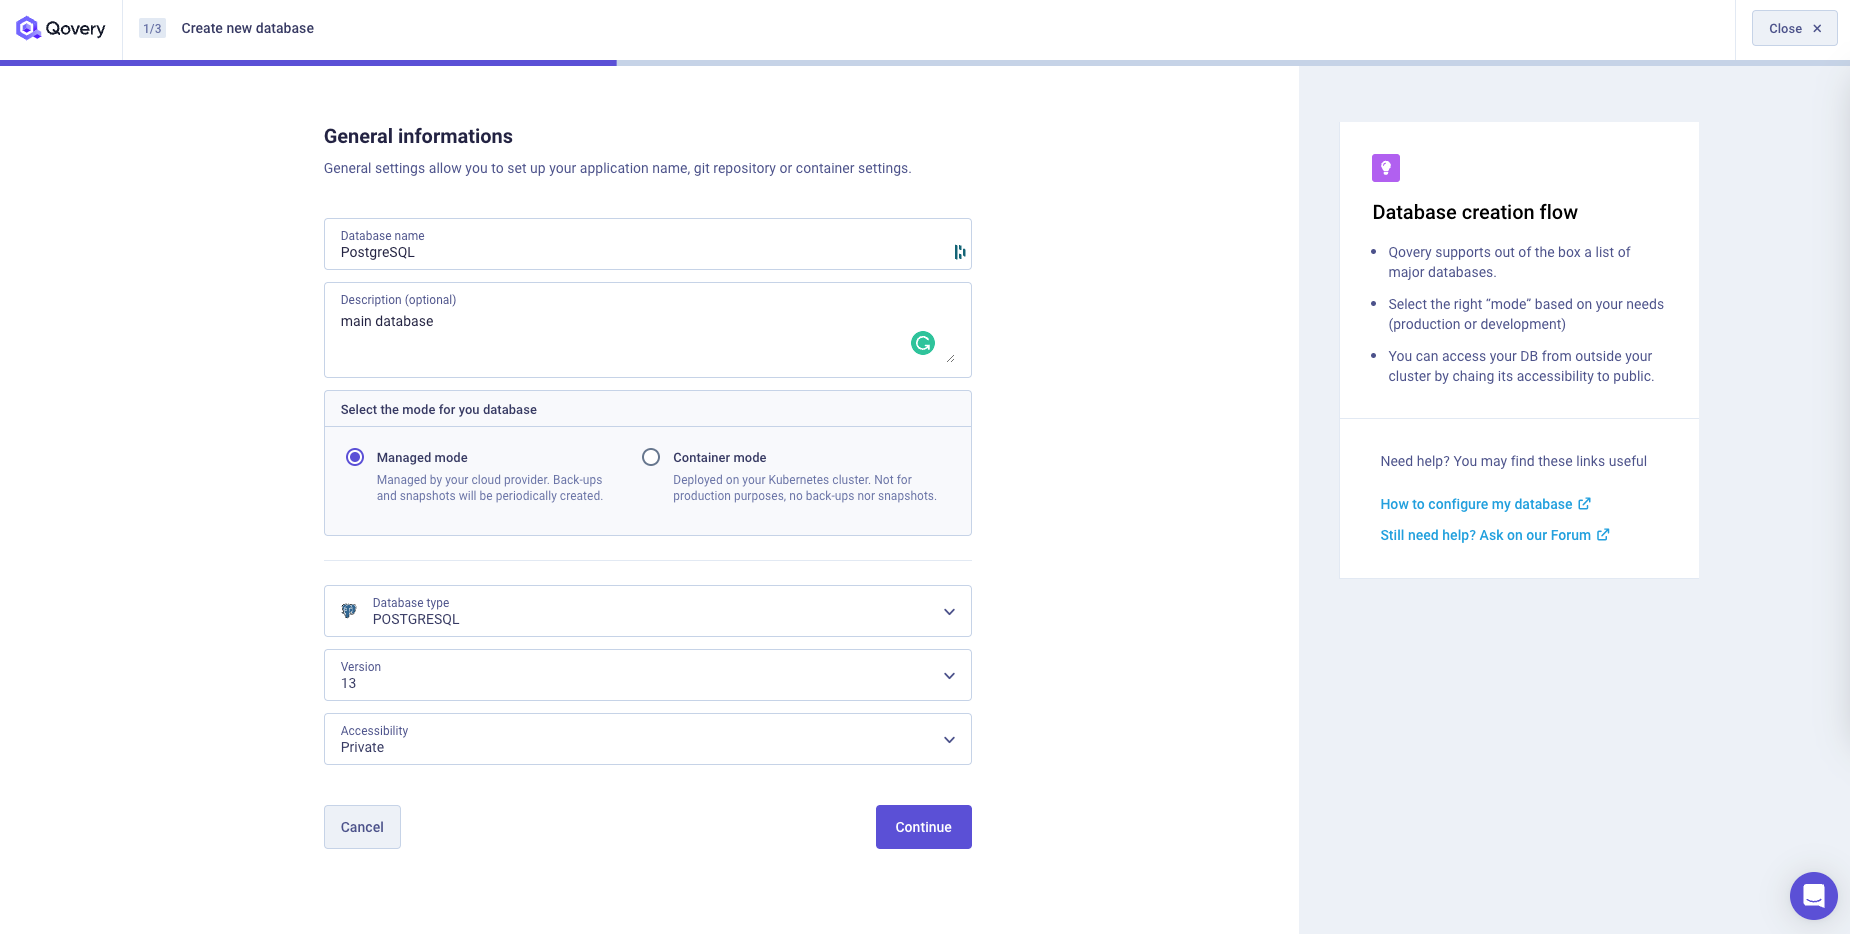 Qovery
1/3
Create new database
Close
General informations
General settings allow you to set up your application name, git repository or container settings.
Database name
PostgreSQL
Description (optional)
main database
Select the mode for you database
Managed mode
Managed by your cloud provider. Back-ups
and snapshots will be periodically created.
Container mode
Deployed on your Kubernetes cluster. Not for
production purposes, no back-ups nor snapshots.
Database type
POSTGRESQL
Version
13
Accessibility
Private
Cancel
Continue
Database creation flow
Qovery supports out of the box a list of
major databases.
Select the right “mode” based on your needs
(production or development)
You can access your DB from outside your
cluster by chaing its accessibility to public.
Need help? You may find these links useful
How to configure my database
Still need help? Ask on our Forum